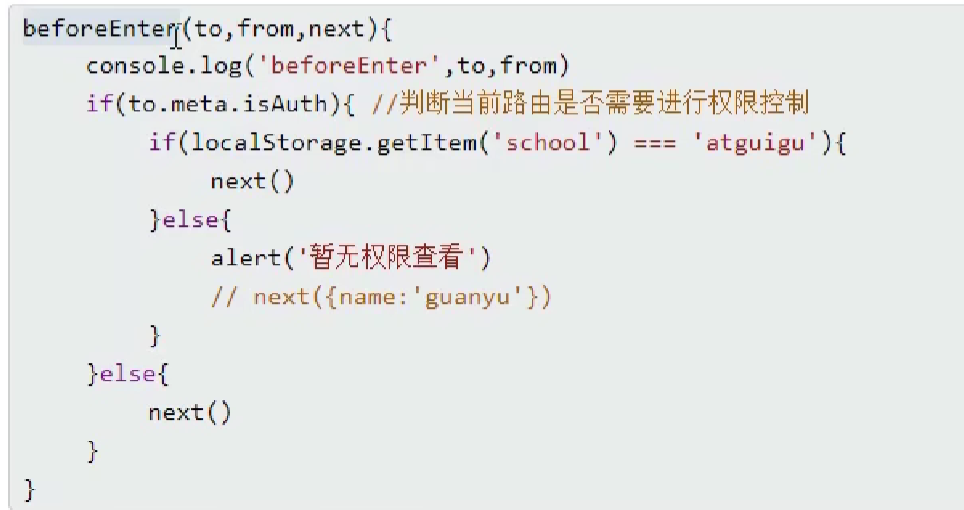 beforeEnter(to,from,next){
    console.log('beforeEnter',to,from)
    if(to.meta.isAuth){ //判断当前路由是否需要进行权限控制
        if(localStorage.getItem('school') === 'atguigu'){
            next()
        }else{
            alert('暂无权限查看')
            // next({name:'guanyu'})
        }
    }else{
        next()
    }
}